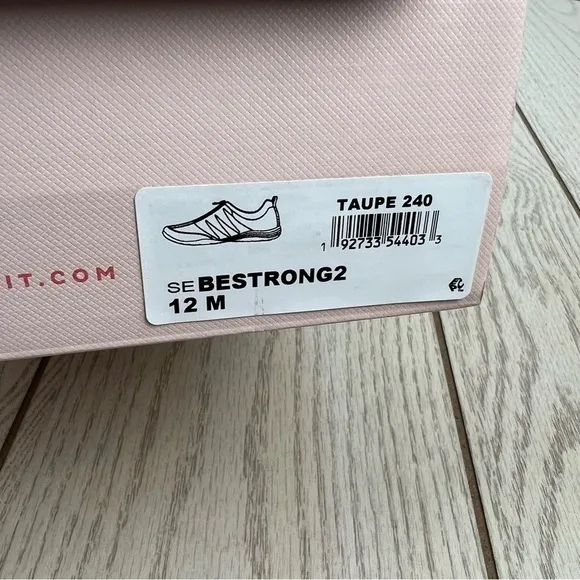 TAUPE 240
1 92733 54403 3
SE BESTRONG2
12 M
IT.COM